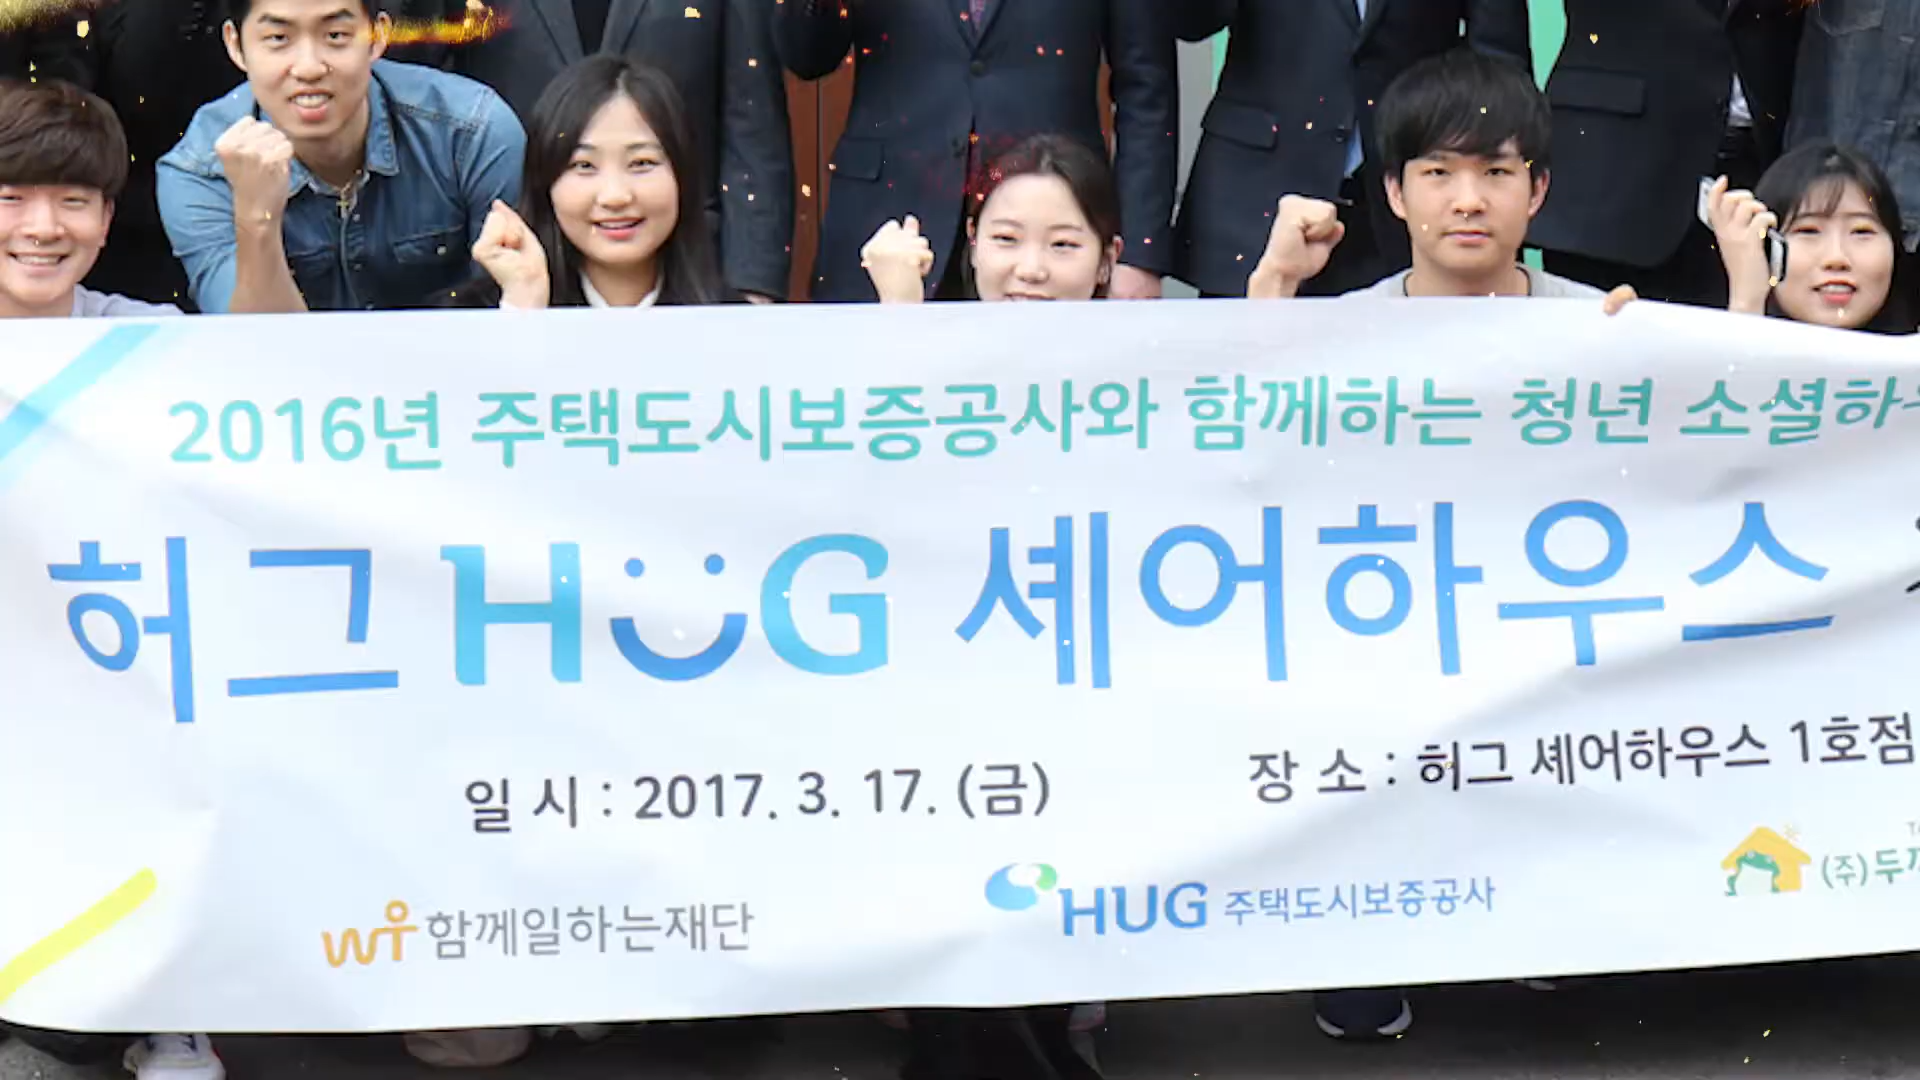 2016년 주택도시보증공사와 함께하는 청년 소셜하
허그 HUG 셰어하우스
일 시 : 2017. 3. 17. (금)
장 소 : 허그 셰어하우스 1호점
함께일하는재단
HUG 주택도시보증공사
(주)두